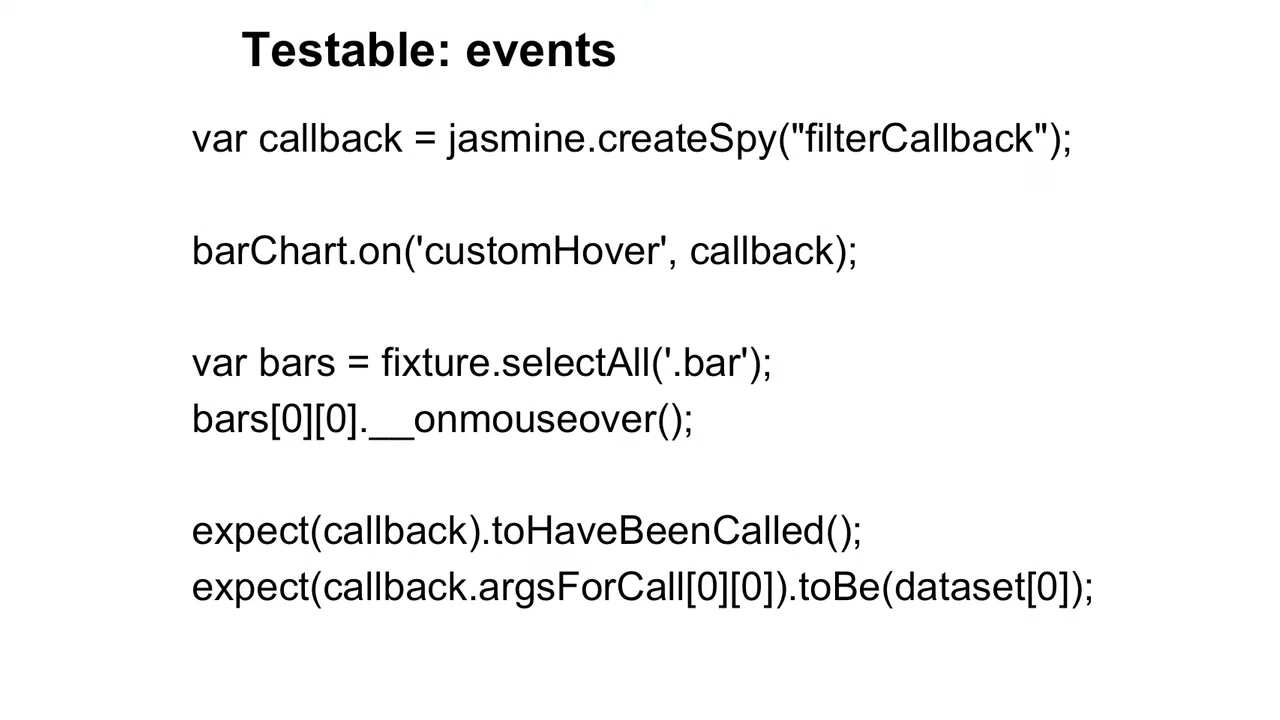 Testable: events
var callback = jasmine.createSpy("filterCallback");
barChart.on('customHover', callback);
var bars = fixture.selectAll('.bar');
bars[0][0].__onmouseover();
expect(callback).toHaveBeenCalled();
expect(callback.argsForCall[0][0]).toBe(dataset[0]);